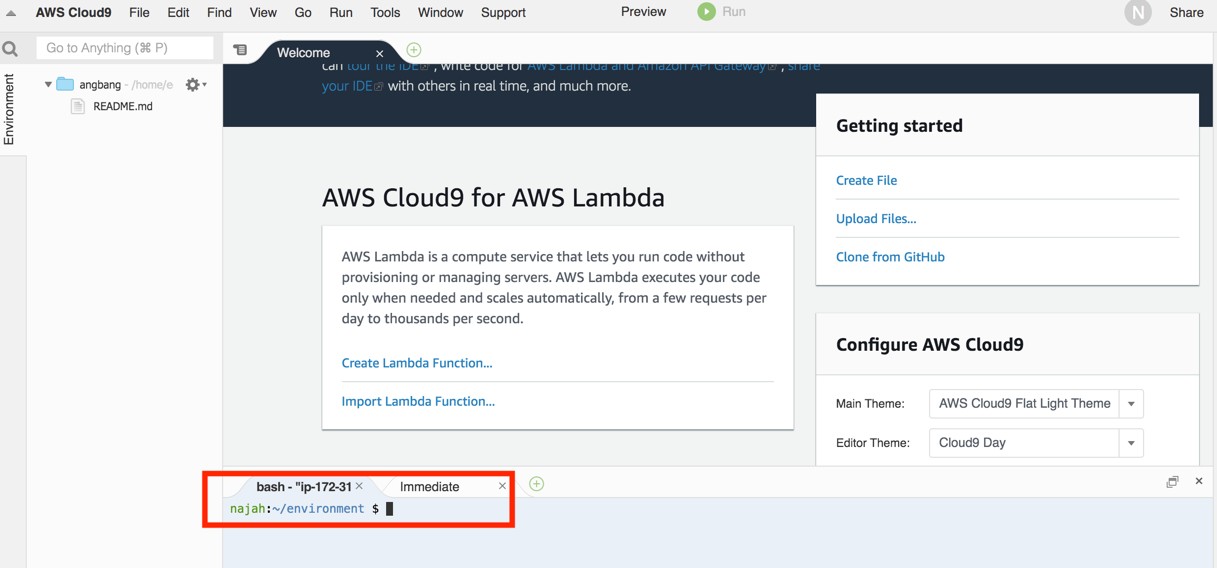 AWS Cloud9 File Edit Find View Go Run Tools Window Support Preview Run N Share
Go to Anything (⌘ P)
Environment
angbang - /home/e
README.md
Welcome
can tour the IDE, write code for AWS Lambda and Amazon API Gateway, share
your IDE with others in real time, and much more.
AWS Cloud9 for AWS Lambda
AWS Lambda is a compute service that lets you run code without
provisioning or managing servers. AWS Lambda executes your code
only when needed and scales automatically, from a few requests per
day to thousands per second.
Create Lambda Function...
Import Lambda Function...
Getting started
Create File
Upload Files...
Clone from GitHub
Configure AWS Cloud9
Main Theme: AWS Cloud9 Flat Light Theme
Editor Theme: Cloud9 Day
bash - "ip-172-31 Immediate
najah:~/environment $